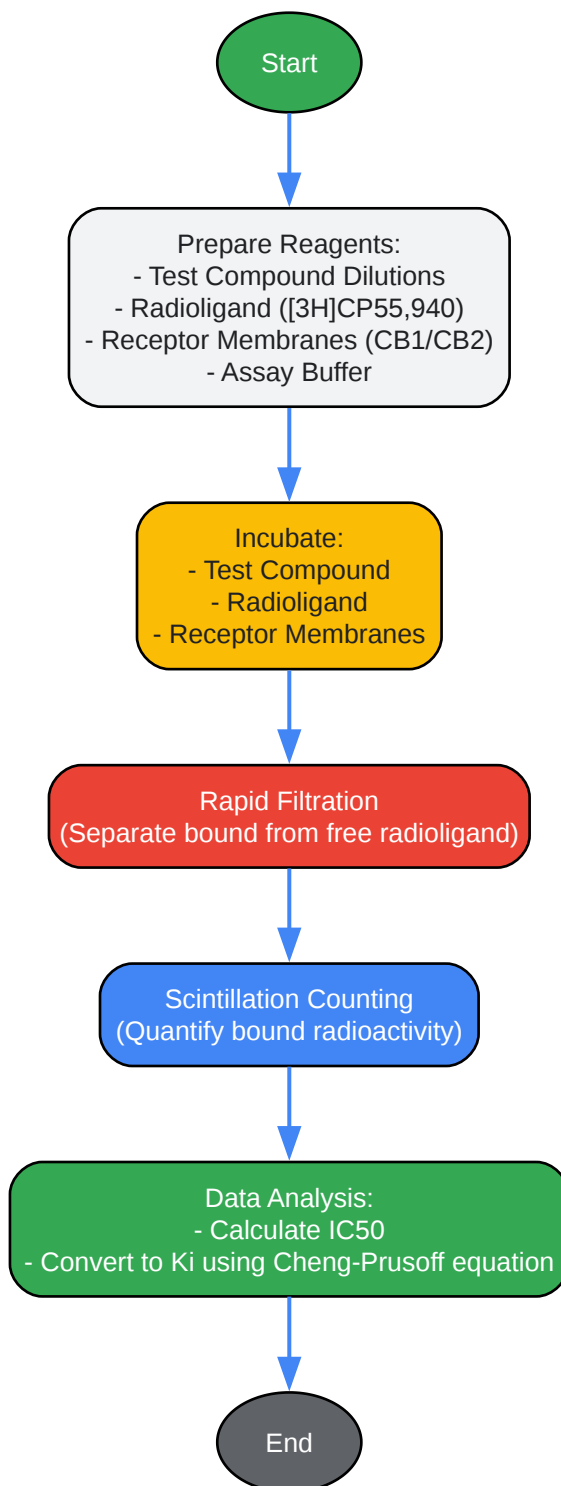 Start
Prepare Reagents:
- Test Compound Dilutions
- Radioligand ([3H]CP55,940)
- Receptor Membranes (CB1/CB2)
- Assay Buffer
Incubate:
- Test Compound
- Radioligand
- Receptor Membranes
Rapid Filtration
(Separate bound from free radioligand)
Scintillation Counting
(Quantify bound radioactivity)
Data Analysis:
- Calculate IC50
- Convert to Ki using Cheng-Prusoff equation
End